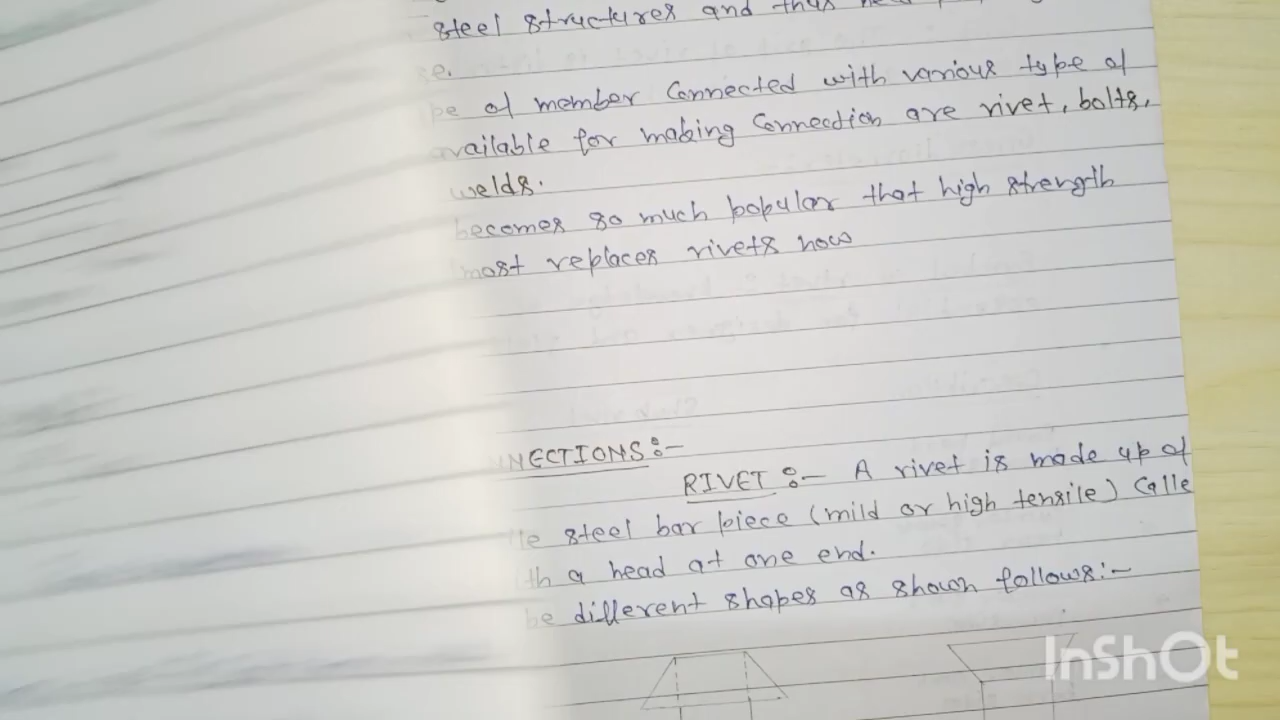 steel structures and thus
e.
of member Connected with various type of
available for making Connection are rivet, bolts,
welds.
becomes so much popular that high strength
most replaces rivets now
NNECTIONS:-
RIVET :- A rivet is made up of
le steel bar piece (mild or high tensile) Calle
th a head at one end.
be different shapes as shown follows:-
InShOt